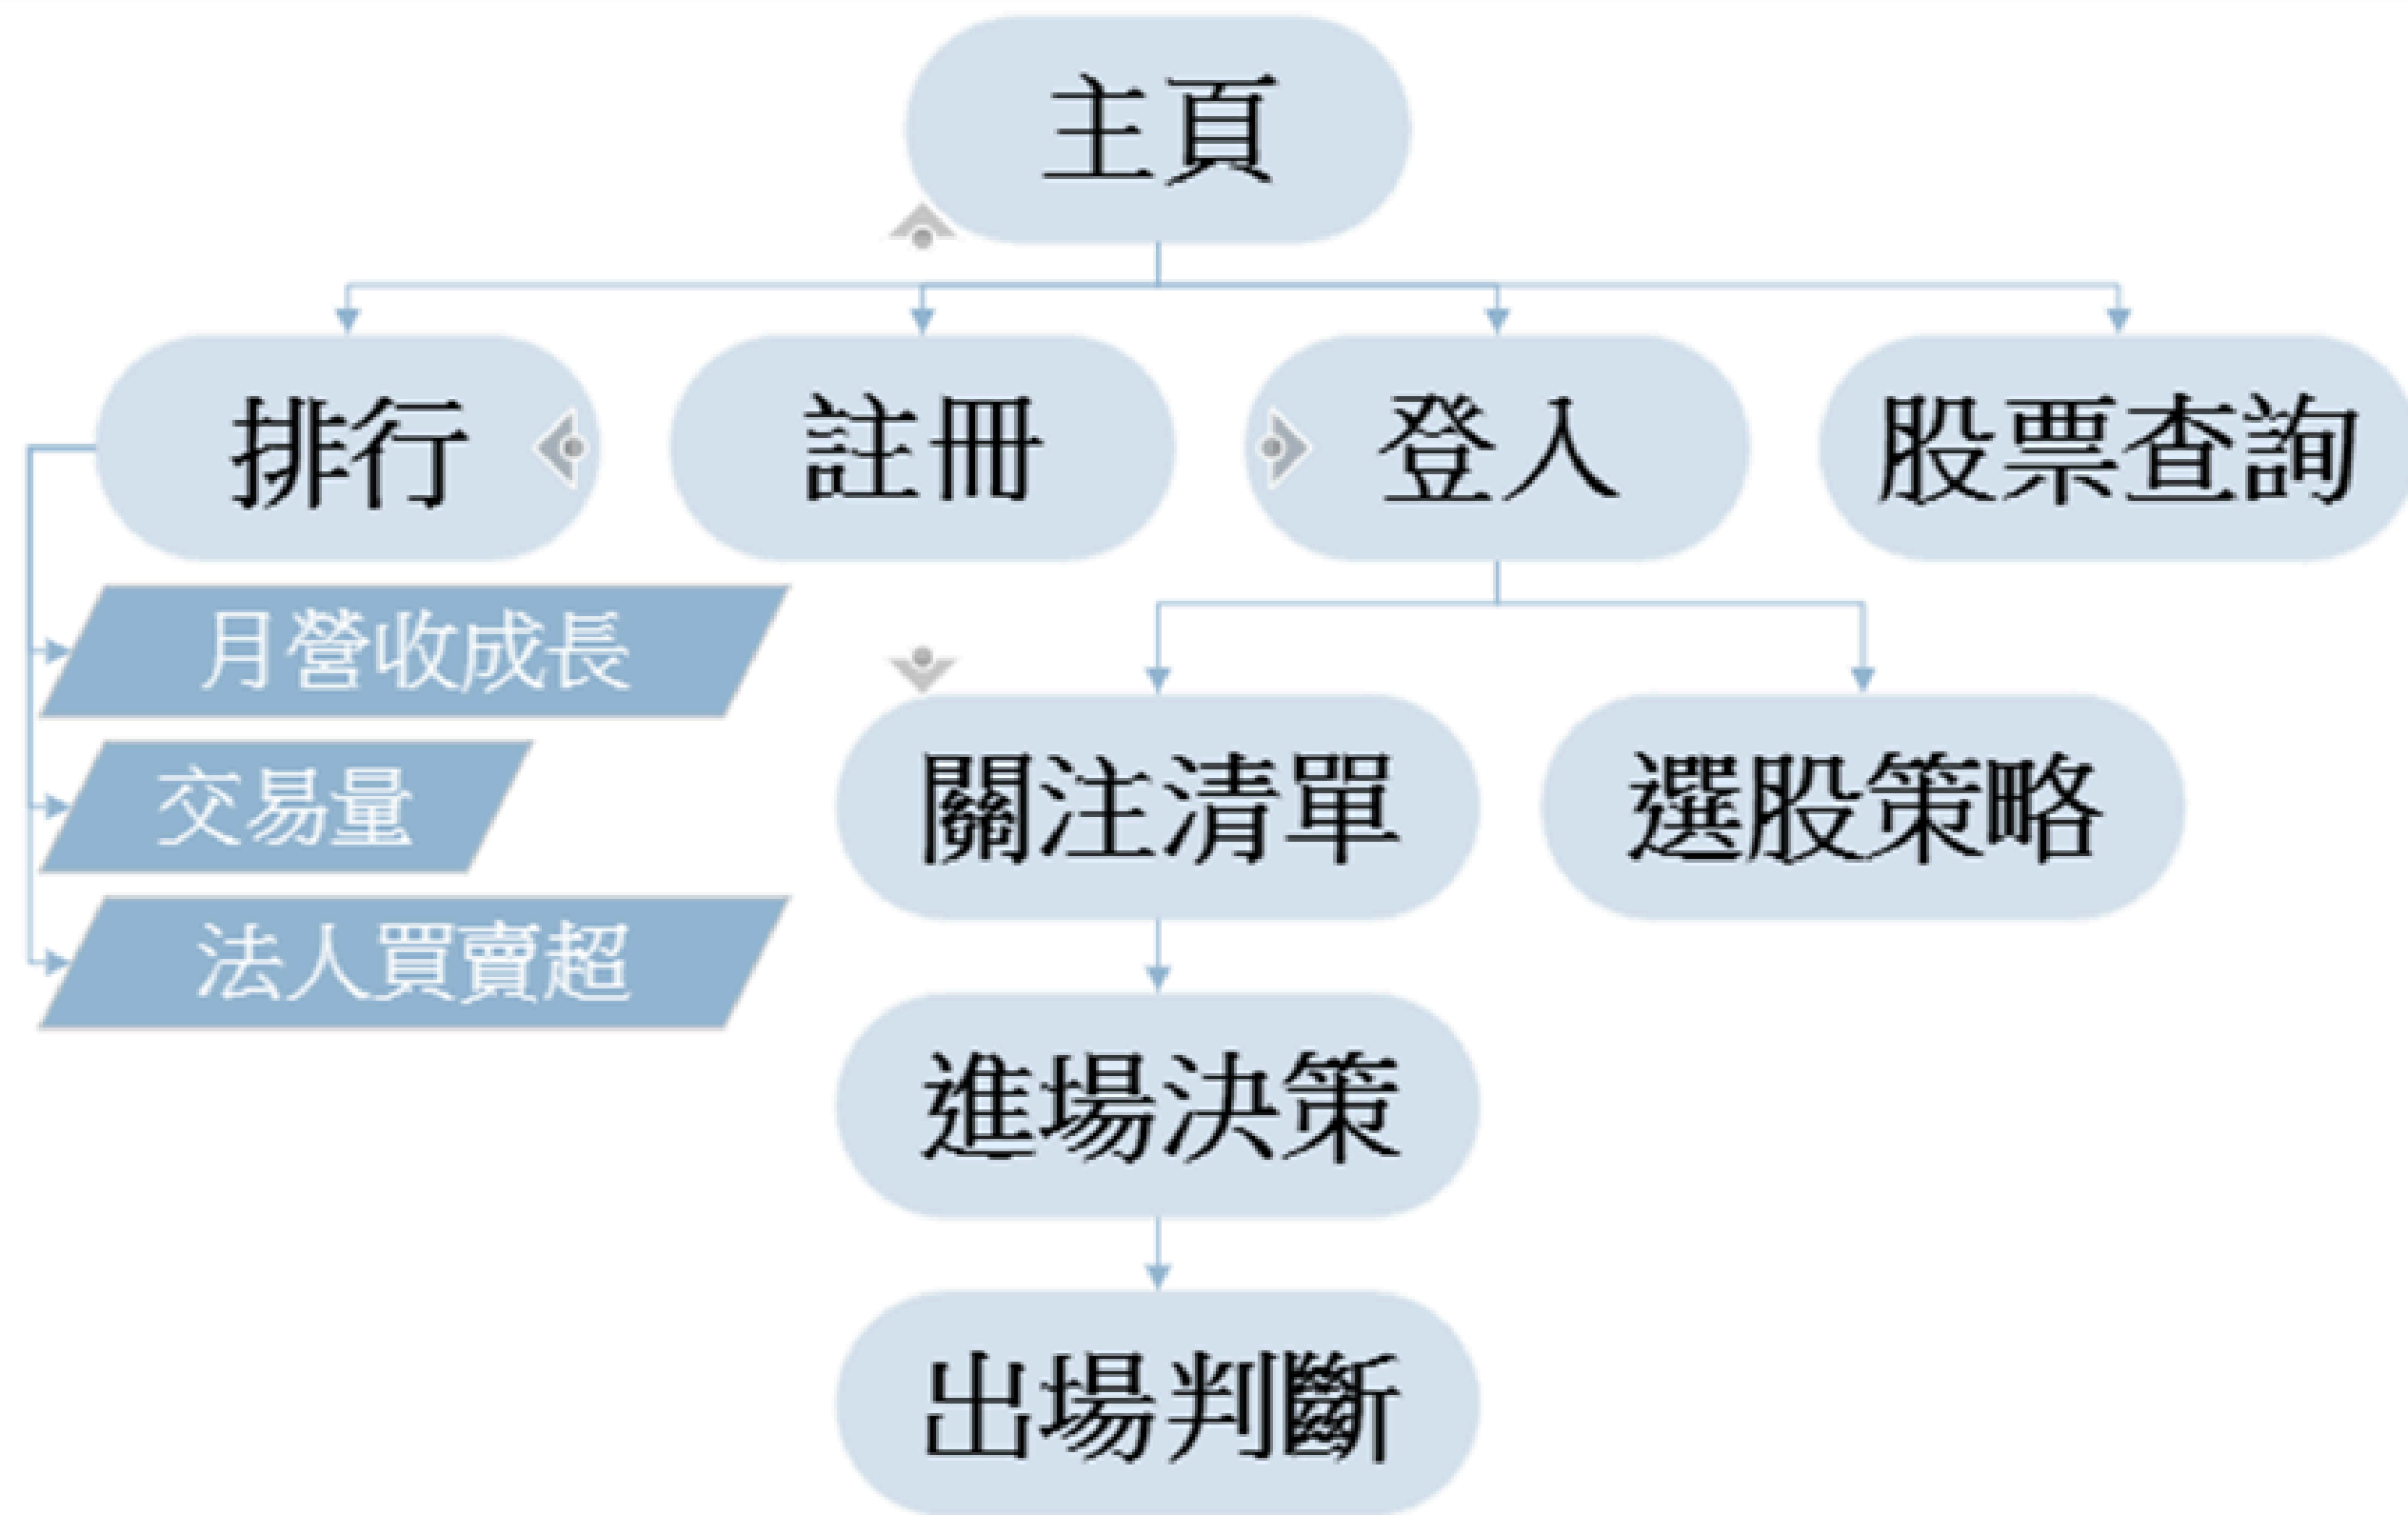 主頁
排行
註冊
登入
股票查詢
月營收成長
交易量
法人買賣超
關注清單
選股策略
進場決策
出場判斷